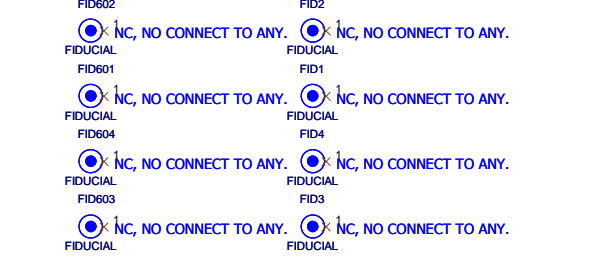 FID602 FID2
1 NC, NO CONNECT TO ANY. 1 NC, NO CONNECT TO ANY.
FIDUCIAL FIDUCIAL
FID601 FID1
1 NC, NO CONNECT TO ANY. 1 NC, NO CONNECT TO ANY.
FIDUCIAL FIDUCIAL
FID604 FID4
1 NC, NO CONNECT TO ANY. 1 NC, NO CONNECT TO ANY.
FIDUCIAL FIDUCIAL
FID603 FID3
1 NC, NO CONNECT TO ANY. 1 NC, NO CONNECT TO ANY.
FIDUCIAL FIDUCIAL